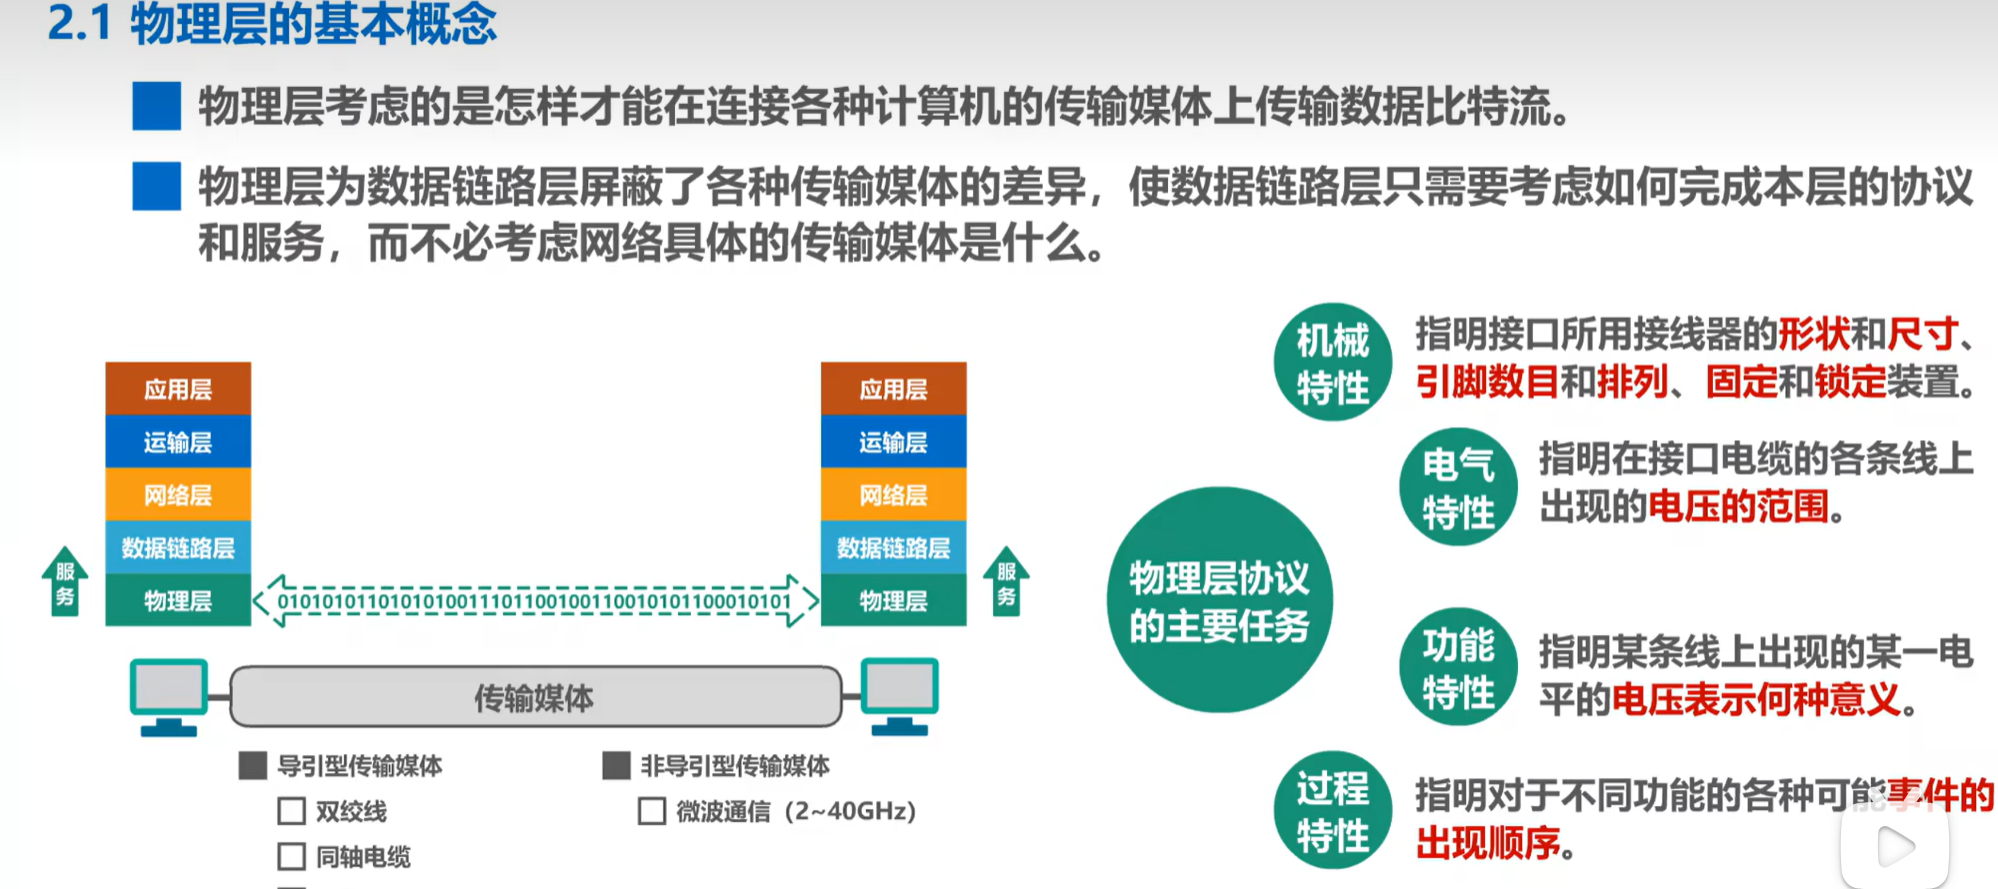 2.1 物理层的基本概念
物理层考虑的是怎样才能在连接各种计算机的传输媒体上传输数据比特流。
物理层为数据链路层屏蔽了各种传输媒体的差异，使数据链路层只需要考虑如何完成本层的协议
和服务，而不必考虑网络具体的传输媒体是什么。
应用层
运输层
网络层
数据链路层
物理层
服务
0101010110101010011101100100110010101100010101
应用层
运输层
网络层
数据链路层
物理层
服务
传输媒体
导引型传输媒体
双绞线
同轴电缆
非导引型传输媒体
微波通信（2~40GHz）
物理层协议
的主要任务
机械
特性
指明接口所用接线器的形状和尺寸、
引脚数目和排列、固定和锁定装置。
电气
特性
指明在接口电缆的各条线上
出现的电压的范围。
功能
特性
指明某条线上出现的某一电
平的电压表示何种意义。
过程
特性
指明对于不同功能的各种可能事件的
出现顺序。